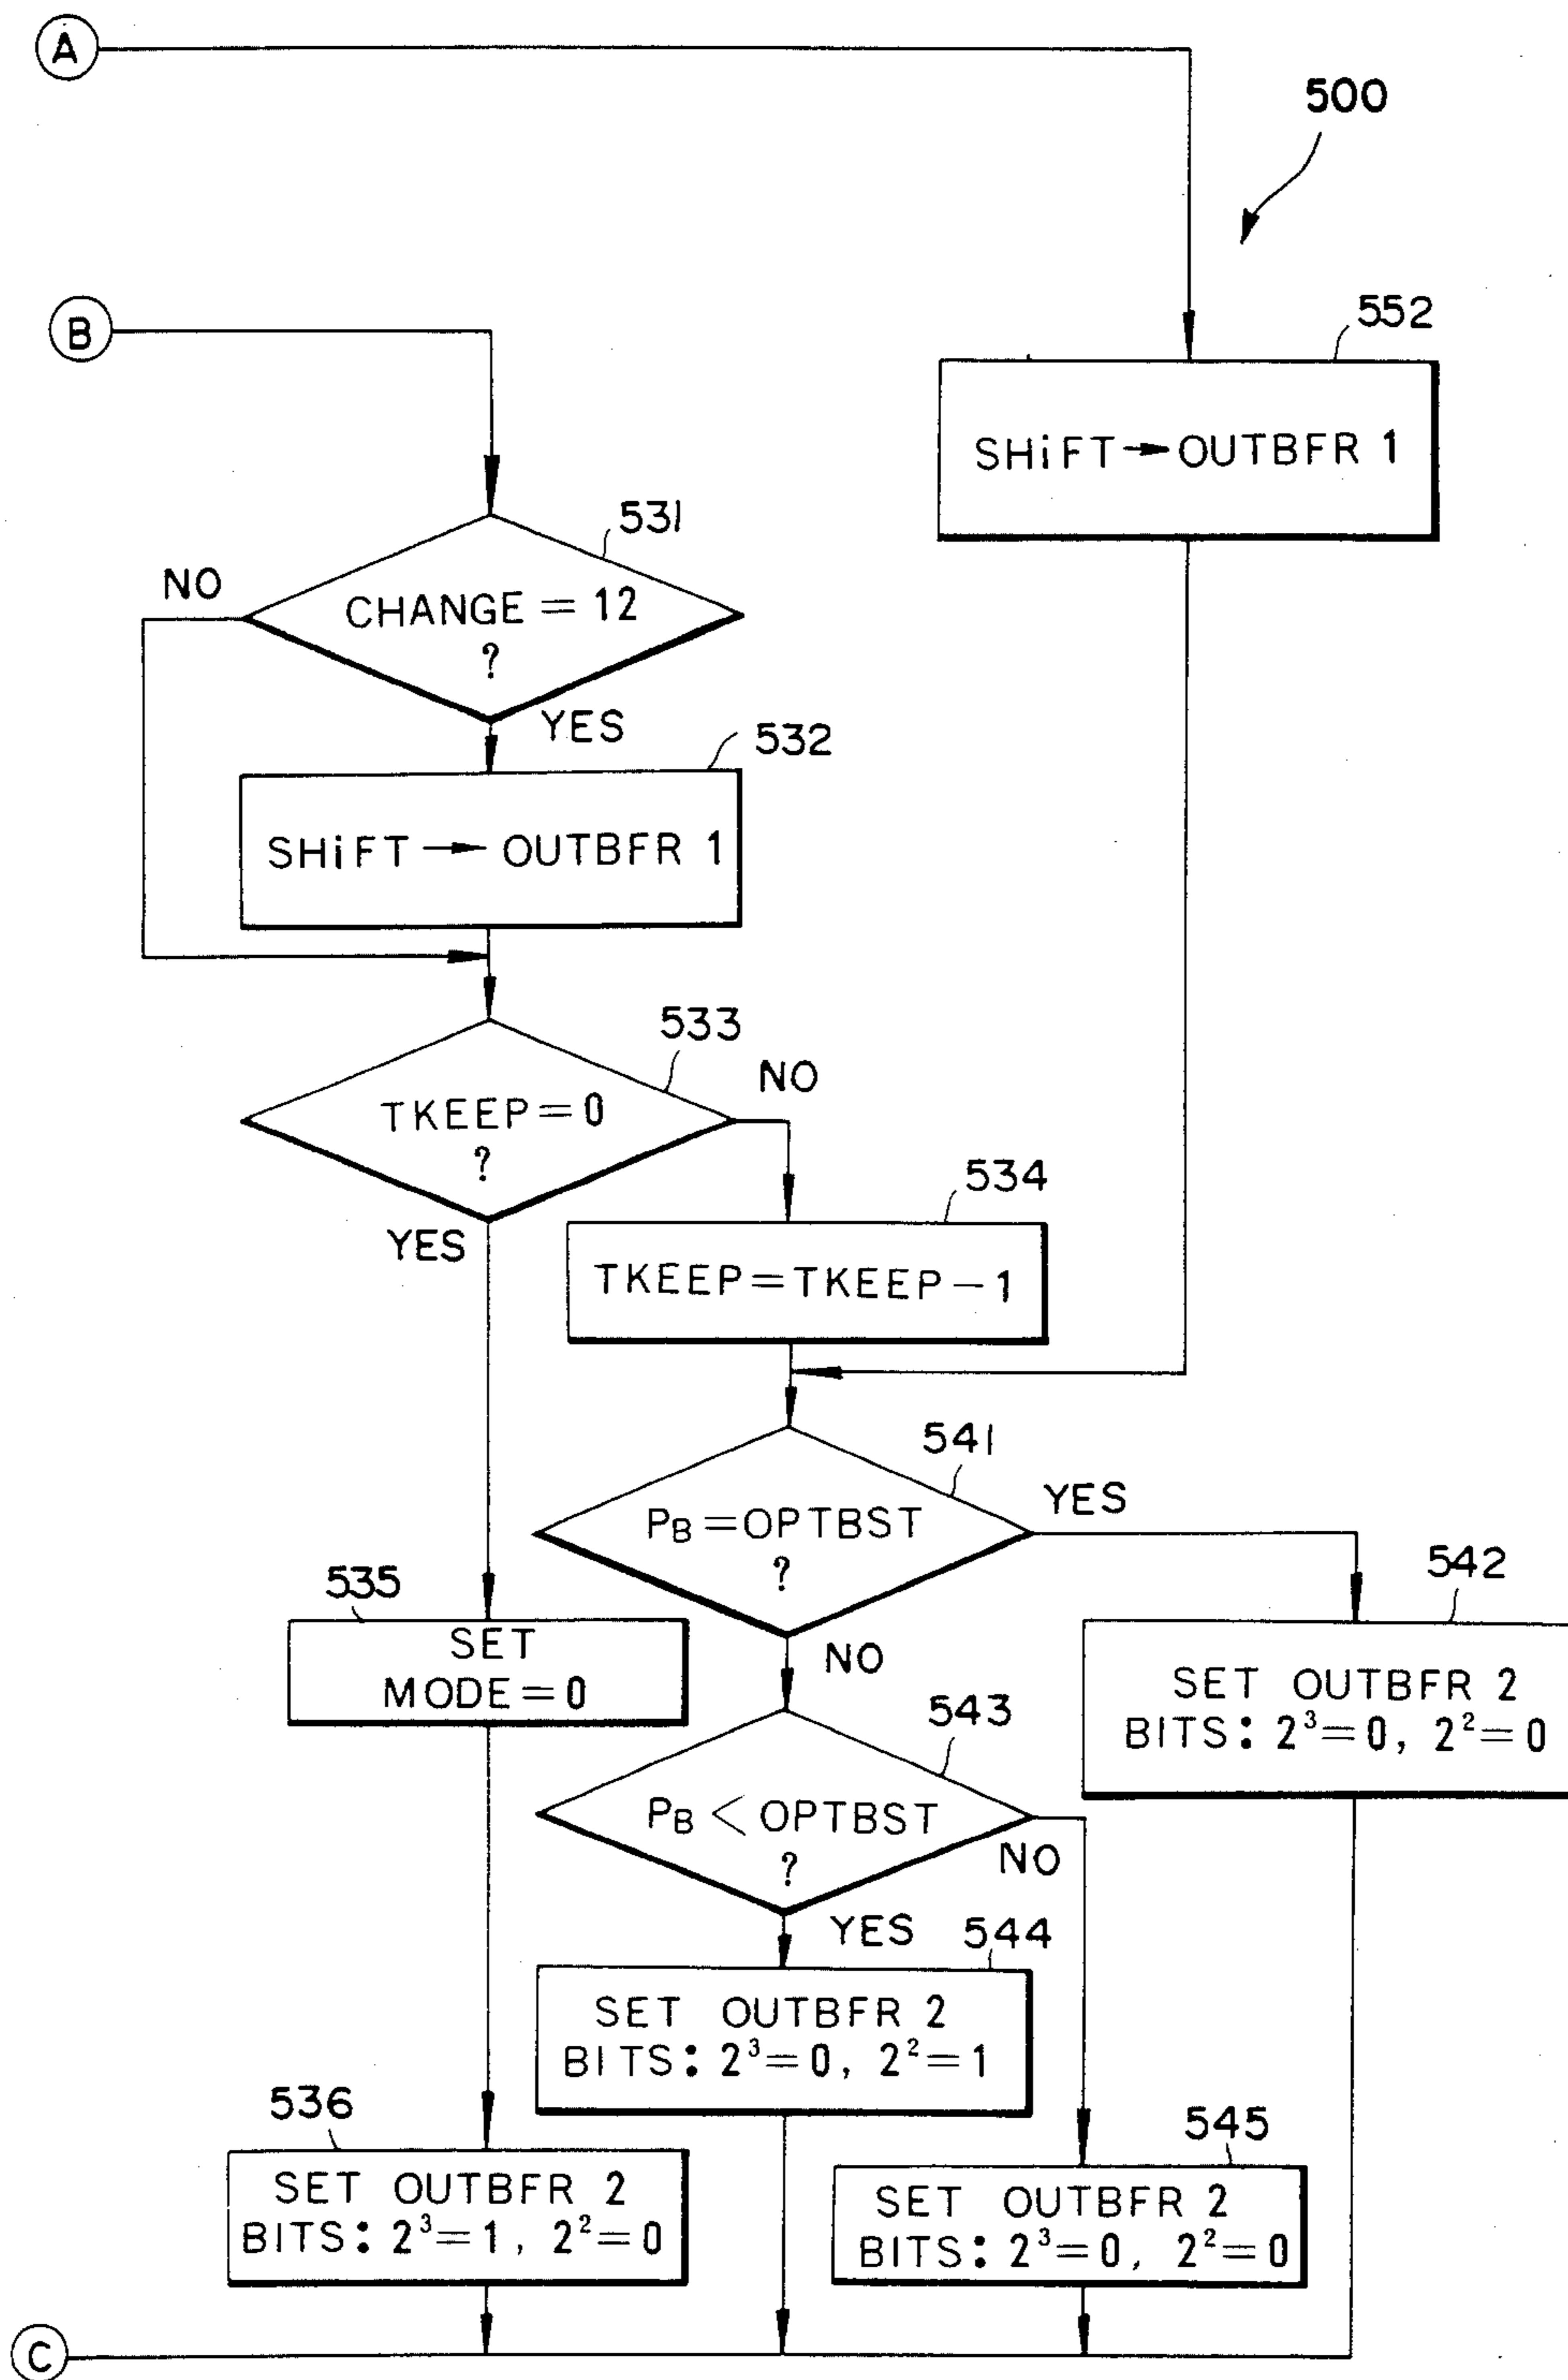 A
500
B
552
SHiFT → OUTBFR 1
531
NO
CHANGE = 12
?
YES
532
SHiFT → OUTBFR 1
533
NO
TKEEP = 0
?
YES
534
TKEEP = TKEEP – 1
541
YES
PB = OPTBST
?
NO
535
SET
MODE = 0
542
SET OUTBFR 2
BITS: 2³ = 0, 2² = 0
543
PB < OPTBST
?
NO
YES
544
SET OUTBFR 2
BITS: 2³ = 0, 2² = 1
536
SET OUTBFR 2
BITS: 2³ = 1, 2² = 0
545
SET OUTBFR 2
BITS: 2³ = 0, 2² = 0
C